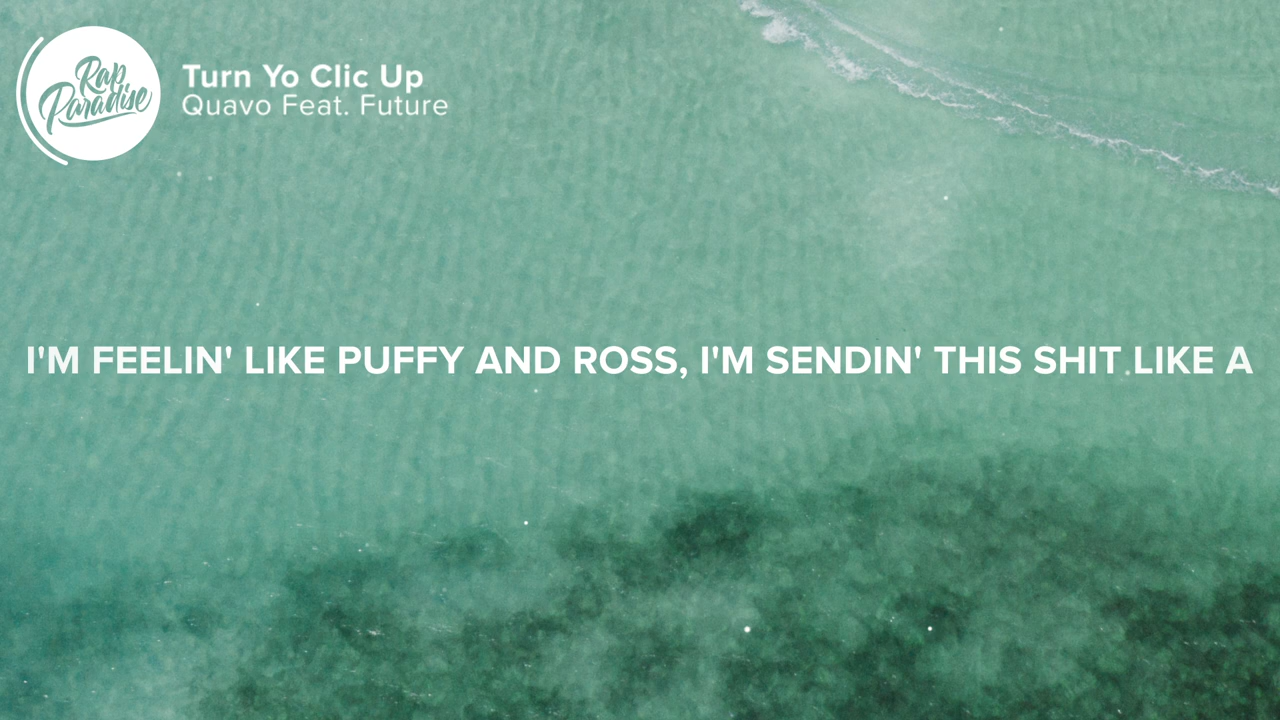 Rap
Paradise
Turn Yo Clic Up
Quavo Feat. Future
I'M FEELIN' LIKE PUFFY AND ROSS, I'M SENDIN' THIS SHIT LIKE A